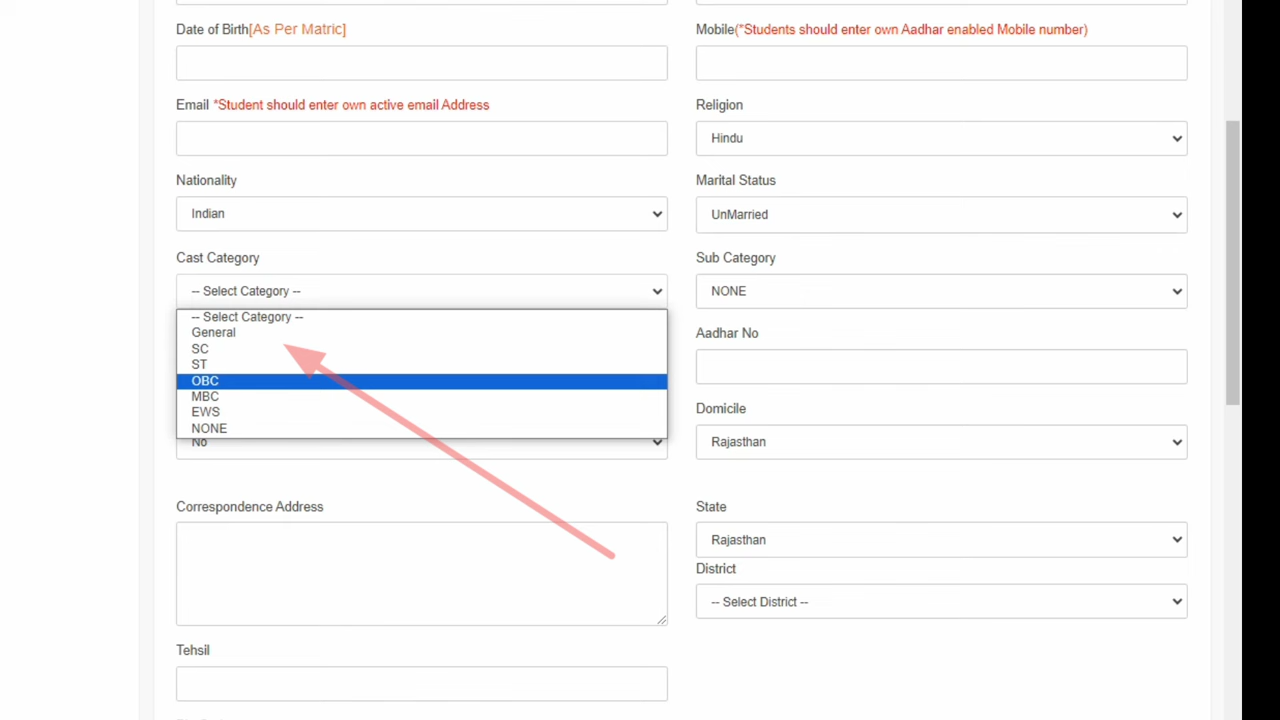 Date of Birth[As Per Matric]
Mobile(*Students should enter own Aadhar enabled Mobile number)
Email *Student should enter own active email Address
Religion
Hindu
Nationality
Marital Status
Indian
UnMarried
Cast Category
Sub Category
-- Select Category --
NONE
-- Select Category --
General
SC
ST
OBC
MBC
EWS
NONE
No
Aadhar No
Domicile
Rajasthan
Correspondence Address
State
Rajasthan
District
-- Select District --
Tehsil